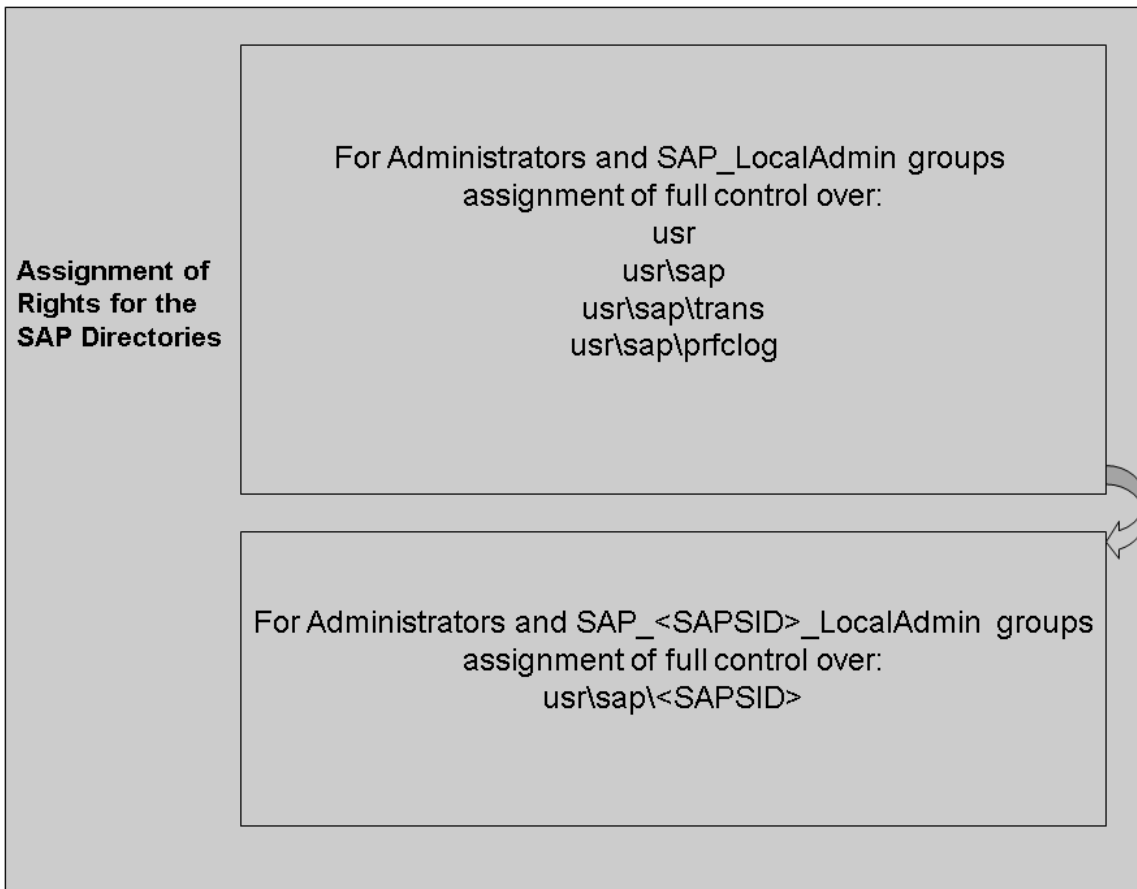 Assignment of
Rights for the
SAP Directories
For Administrators and SAP_LocalAdmin groups
assignment of full control over:
usr
usr\sap
usr\sap\trans
usr\sap\prfclog
For Administrators and SAP_<SAPSID>_LocalAdmin groups
assignment of full control over:
usr\sap\<SAPSID>